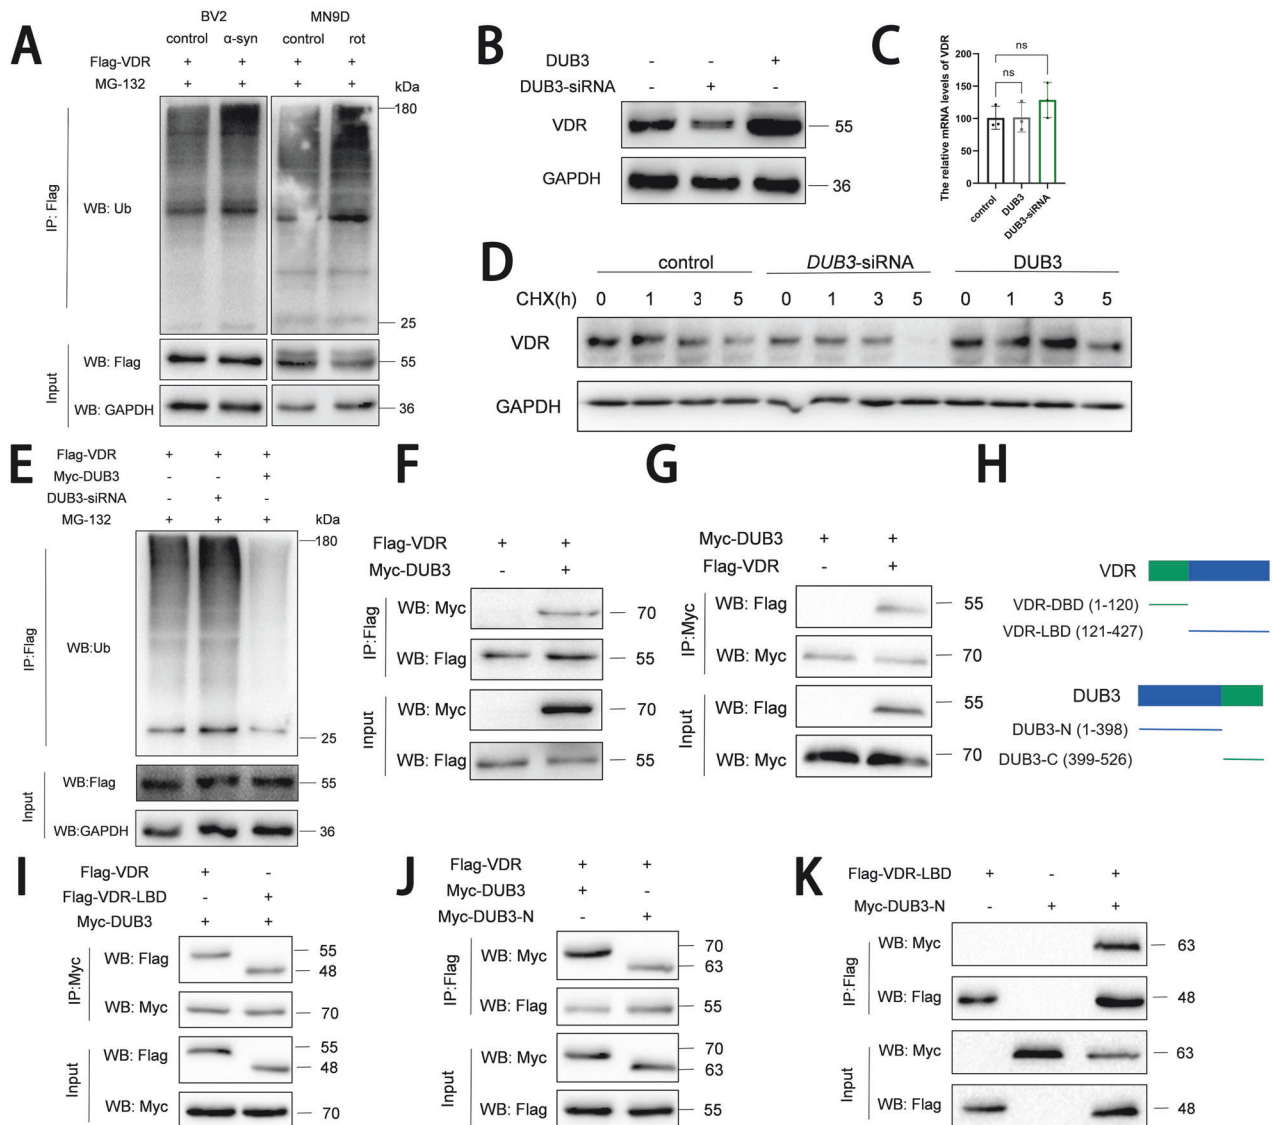 A
BV2 MN9D
control α-syn control rot
Flag-VDR + + + +
MG-132 + + + + kDa
180
IP: Flag
WB: Ub
25
Input
WB: Flag 55
WB: GAPDH 36
B
DUB3 - - +
DUB3-siRNA - + -
VDR 55
GAPDH 36
C
The relative mRNA levels of VDR
200
150
100
50
0
ns
ns
control DUB3 DUB3-siRNA
D
control DUB3-siRNA DUB3
CHX(h) 0 1 3 5 0 1 3 5 0 1 3 5
VDR
GAPDH
E
Flag-VDR + + +
Myc-DUB3 - - +
DUB3-siRNA - + -
MG-132 + + + kDa
180
IP:Flag
WB:Ub
25
Input
WB:Flag 55
WB:GAPDH 36
F
Flag-VDR + +
Myc-DUB3 - +
IP:Flag
WB: Myc 70
WB: Flag 55
Input
WB: Myc 70
WB: Flag 55
G
Myc-DUB3 + +
Flag-VDR - +
IP:Myc
WB: Flag 55
WB: Myc 70
Input
WB: Flag 55
WB: Myc 70
H
VDR
VDR-DBD (1-120)
VDR-LBD (121-427)
DUB3
DUB3-N (1-398)
DUB3-C (399-526)
I
Flag-VDR + -
Flag-VDR-LBD - +
Myc-DUB3 + +
IP:Myc
WB: Flag 55
48
WB: Myc 70
Input
WB: Flag 55
48
WB: Myc 70
J
Flag-VDR + +
Myc-DUB3 + -
Myc-DUB3-N - +
IP:Flag
WB: Myc 70
63
WB: Flag 55
Input
WB: Myc 70
63
WB: Flag 55
K
Flag-VDR-LBD + - +
Myc-DUB3-N - + +
IP:Flag
WB: Myc 63
WB: Flag 48
Input
WB: Myc 63
WB: Flag 48